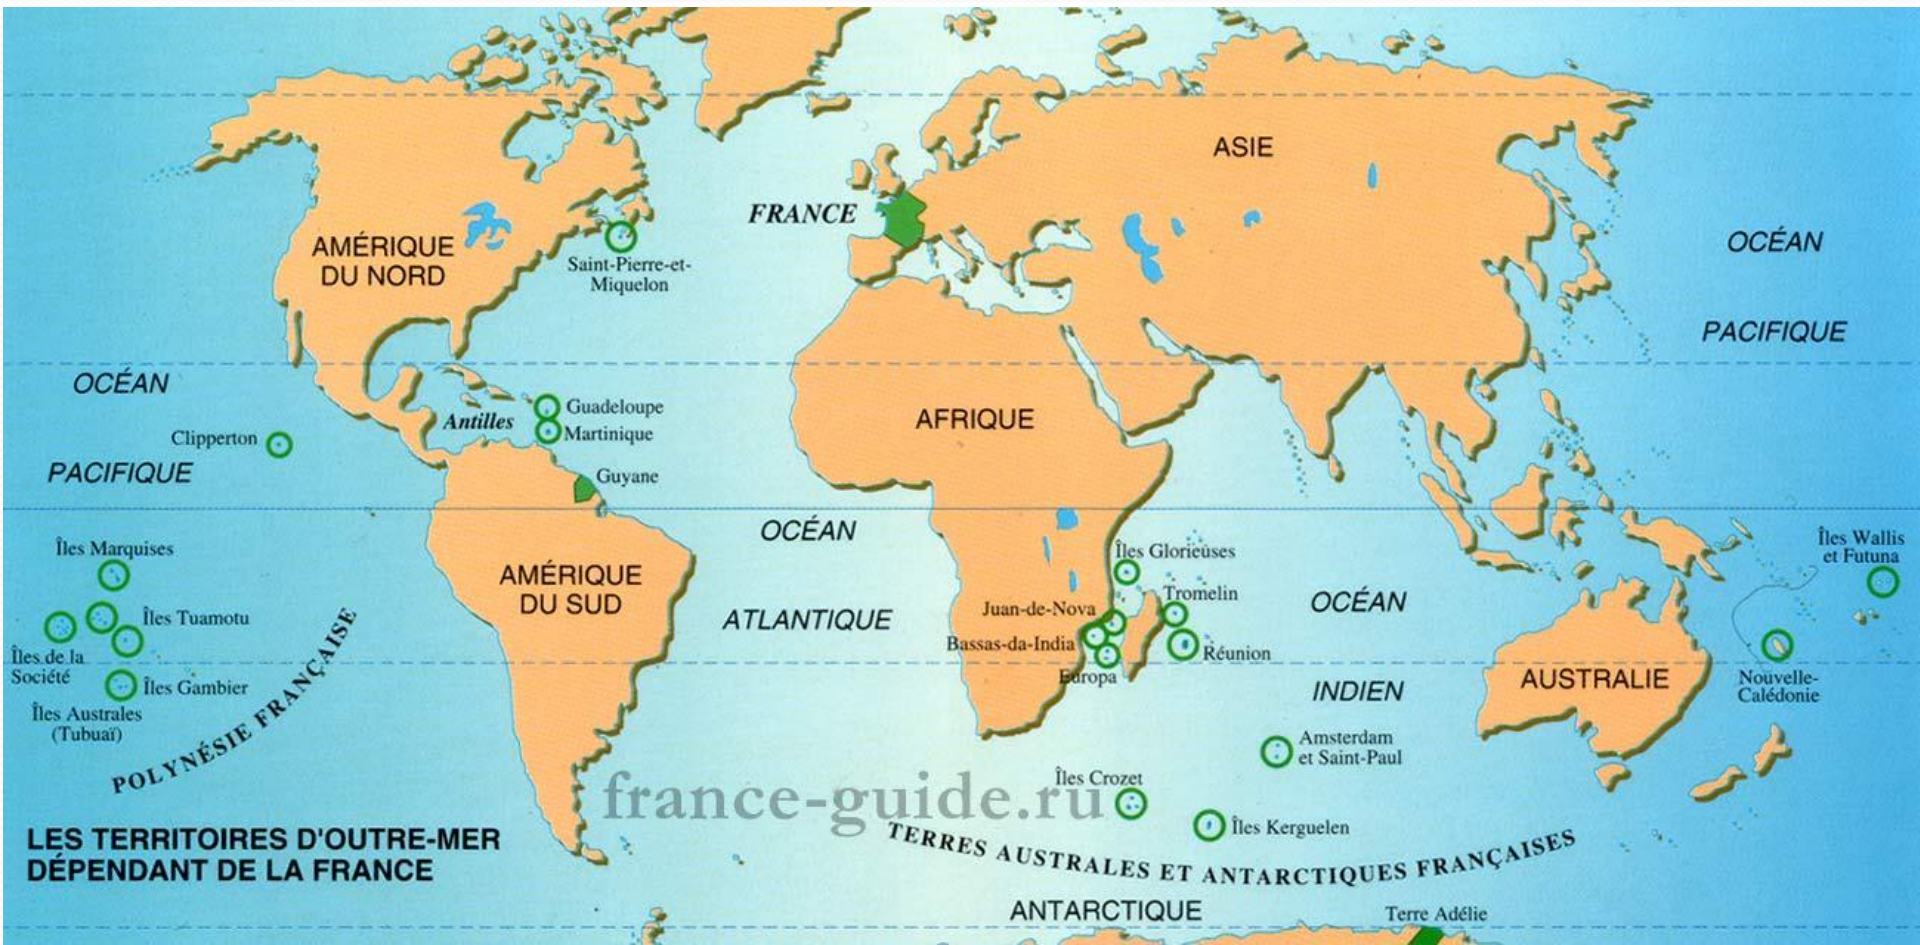 ASIE
FRANCE
AMÉRIQUE
DU NORD
Saint-Pierre-et-
Miquelon
OCÉAN
PACIFIQUE
OCÉAN
PACIFIQUE
Clipperton
Antilles
Guadeloupe
Martinique
Guyane
AFRIQUE
OCÉAN
ATLANTIQUE
AMÉRIQUE
DU SUD
Îles Marquises
Îles Tuamotu
Îles de la
Société
Îles Gambier
Îles Australes
(Tubuaï)
POLYNÉSIE FRANÇAISE
Îles Glorieuses
Tromelin
Juan-de-Nova
Bassas-da-India
Europa
Réunion
OCÉAN
INDIEN
AUSTRALIE
Îles Wallis
et Futuna
Nouvelle-
Calédonie
Amsterdam
et Saint-Paul
Îles Crozet
Îles Kerguelen
france-guide.ru
TERRES AUSTRALES ET ANTARCTIQUES FRANÇAISES
LES TERRITOIRES D'OUTRE-MER
DÉPENDANT DE LA FRANCE
ANTARCTIQUE
Terre Adélie